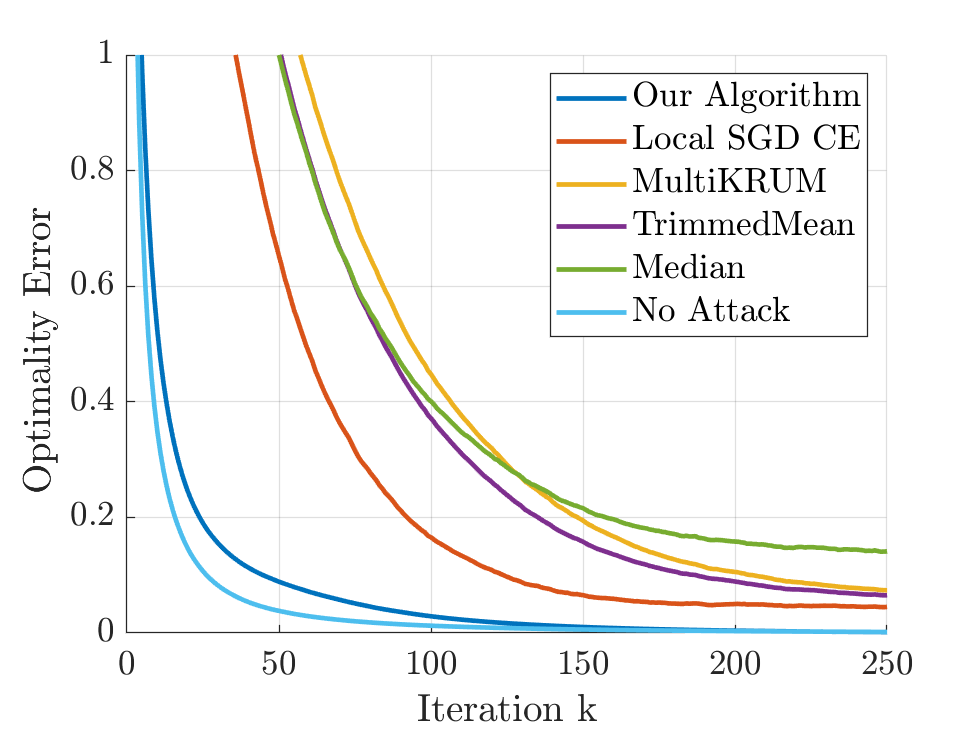 1
0.8
0.6
0.4
0.2
0
Optimality Error
Our Algorithm
Local SGD CE
MultiKRUM
TrimmedMean
Median
No Attack
0 50 100 150 200 250
Iteration k